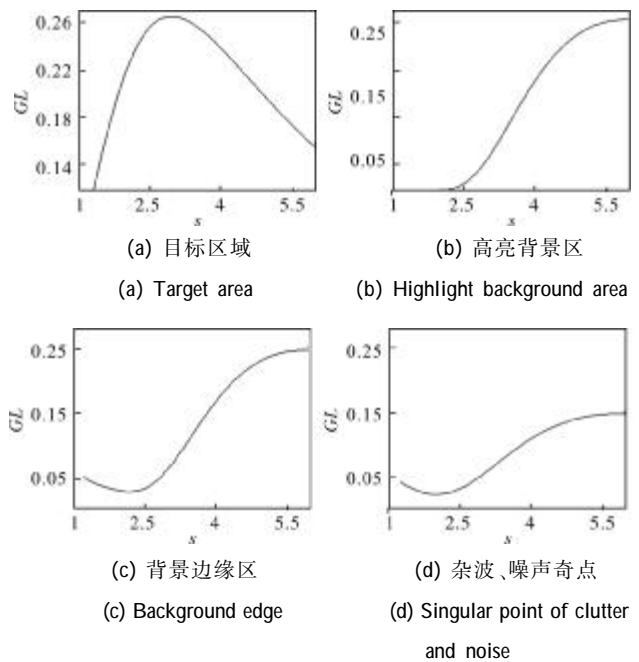 0.26
0.22
0.18
0.14
GL
1 2.5 4 5.5
s
(a) 目标区域
(a) Target area
0.25
0.15
0.05
GL
1 2.5 4 5.5
s
(b) 高亮背景区
(b) Highlight background area
0.25
0.15
0.05
GL
1 2.5 4 5.5
s
(c) 背景边缘区
(c) Background edge
0.25
0.15
0.05
GL
1 2.5 4 5.5
s
(d) 杂波、噪声奇点
(d) Singular point of clutter
and noise